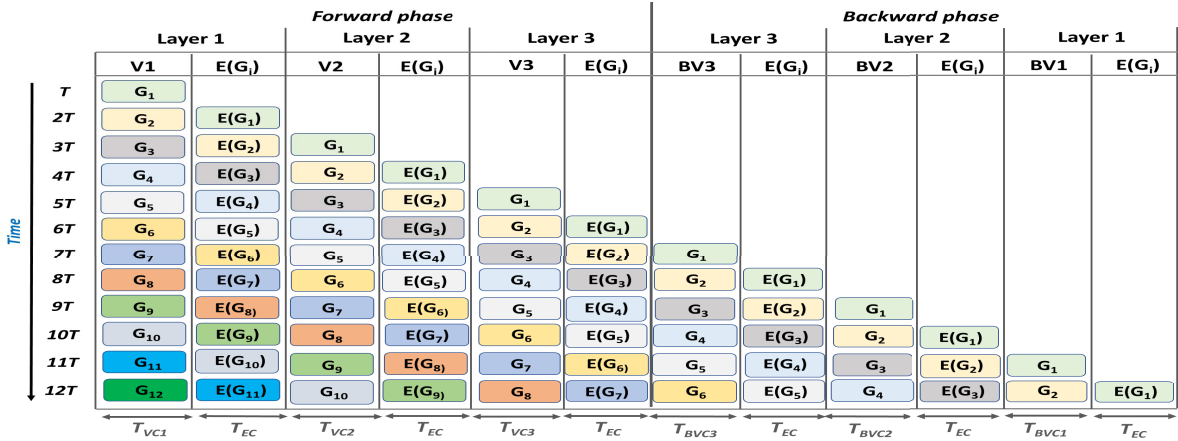 Forward phase Backward phase
Layer 1 Layer 2 Layer 3 Layer 3 Layer 2 Layer 1
V1 E(Gi) V2 E(Gi) V3 E(Gi) BV3 E(Gi) BV2 E(Gi) BV1 E(Gi)
T G1
2T G2 E(G1)
3T G3 E(G2) G1
4T G4 E(G3) G2 E(G1)
5T G5 E(G4) G3 E(G2) G1
6T G6 E(G5) G4 E(G3) G2 E(G1)
7T G7 E(G6) G5 E(G4) G3 E(G2) G1
8T G8 E(G7) G6 E(G5) G4 E(G3) G2 E(G1)
9T G9 E(G8) G7 E(G6) G5 E(G4) G3 E(G2) G1
10T G10 E(G9) G8 E(G7) G6 E(G5) G4 E(G3) G2 E(G1)
11T G11 E(G10) G9 E(G8) G7 E(G6) G5 E(G4) G3 E(G2) G1
12T G12 E(G11) G10 E(G9) G8 E(G7) G6 E(G5) G4 E(G3) G2 E(G1)
Time
TVC1 TEC TVC2 TEC TVC3 TEC TBVC3 TEC TBVC2 TEC TBVC1 TEC